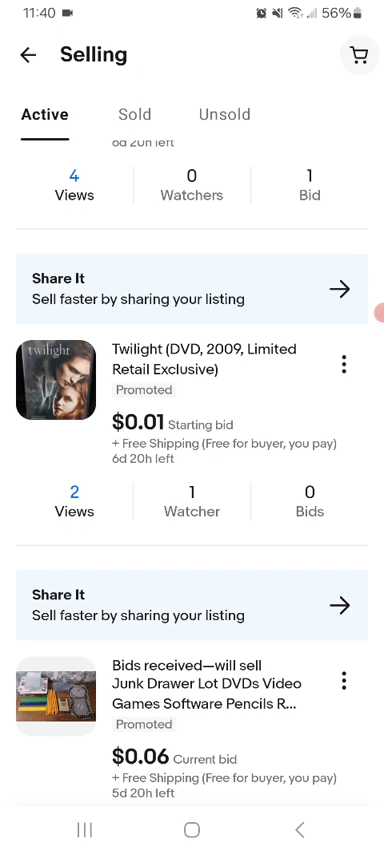 11:40 56%
Selling
Active Sold Unsold
6d 20h left
4 0 1
Views Watchers Bid
Share It
Sell faster by sharing your listing
twilight
Twilight (DVD, 2009, Limited
Retail Exclusive)
Promoted
$0.01 Starting bid
+ Free Shipping (Free for buyer, you pay)
6d 20h left
2 1 0
Views Watcher Bids
Share It
Sell faster by sharing your listing
Bids received—will sell
Junk Drawer Lot DVDs Video
Games Software Pencils R...
Promoted
$0.06 Current bid
+ Free Shipping (Free for buyer, you pay)
5d 20h left